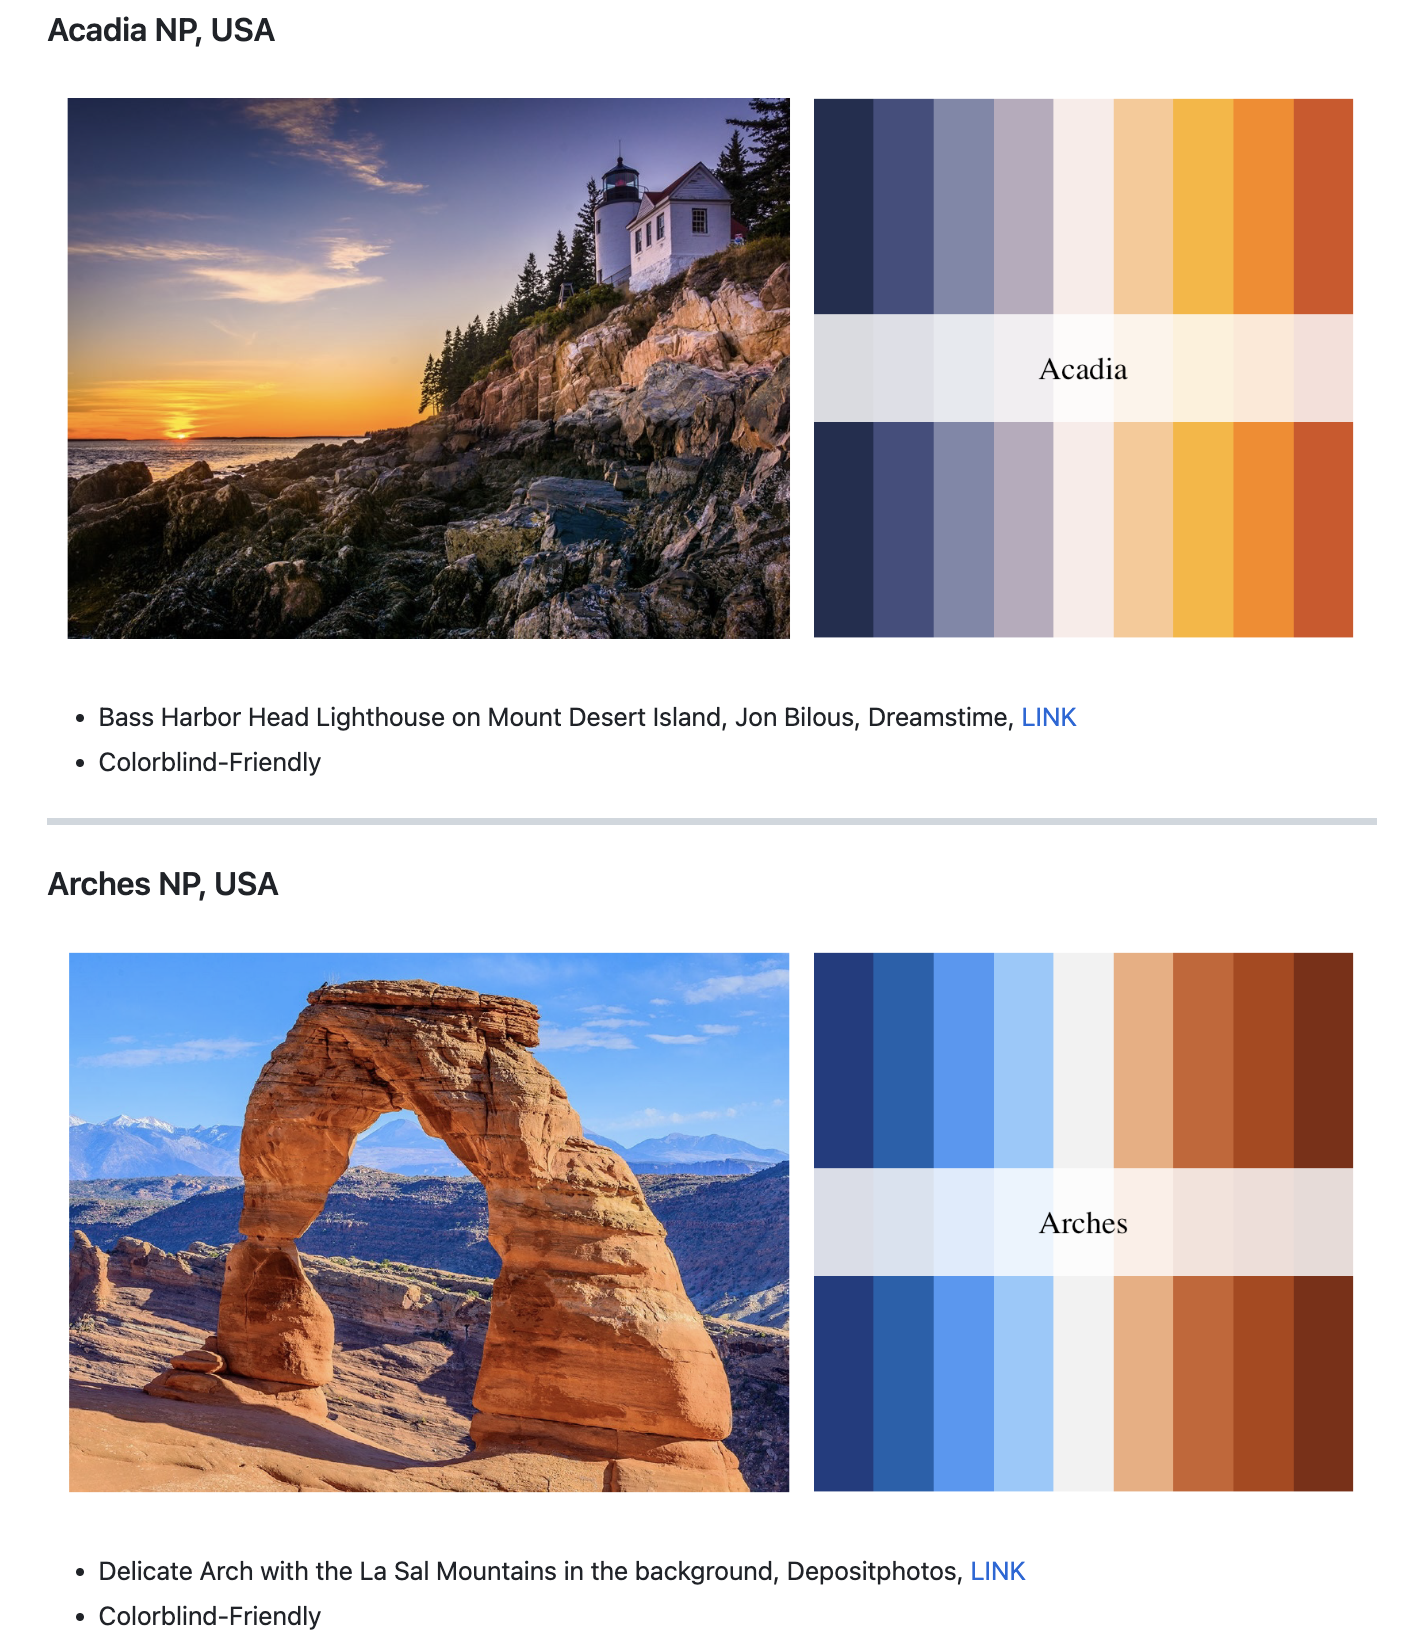 Acadia NP, USA
Acadia
Bass Harbor Head Lighthouse on Mount Desert Island, Jon Bilous, Dreamstime, LINK
Colorblind-Friendly
Arches NP, USA
Arches
Delicate Arch with the La Sal Mountains in the background, Depositphotos, LINK
Colorblind-Friendly